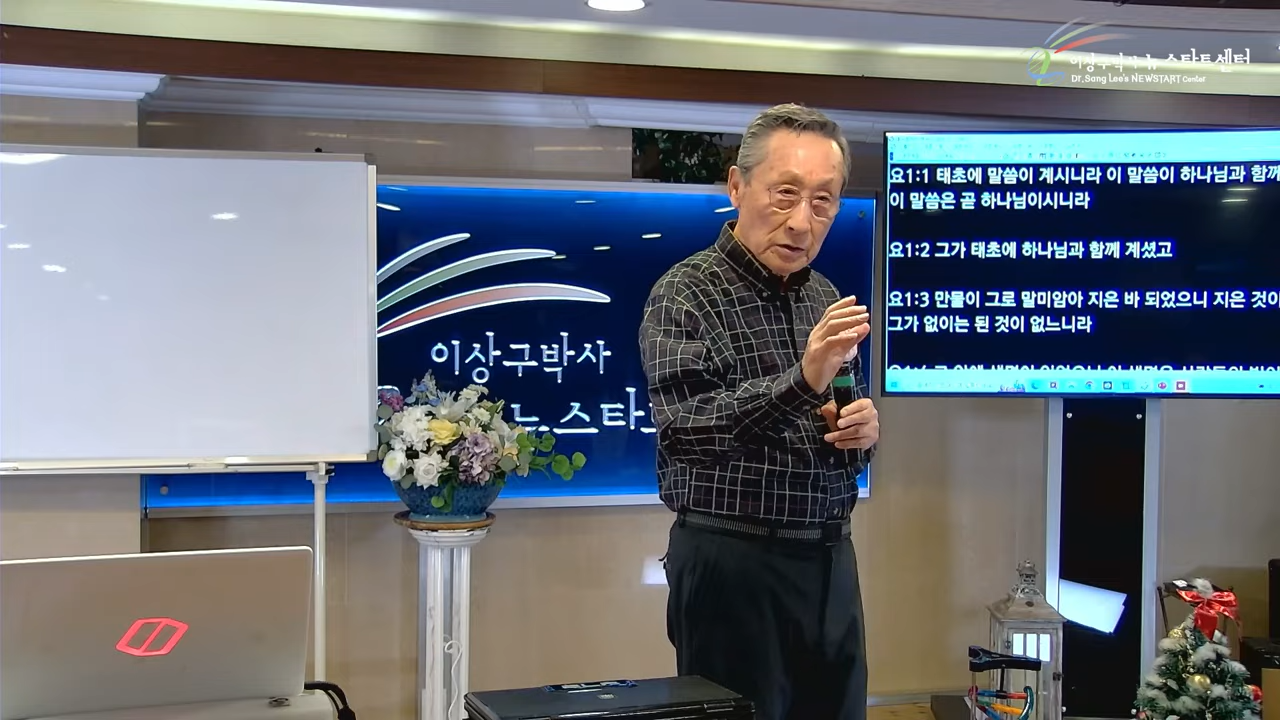 이상구박사 뉴스타트센터
Dr. Sang Lee's NEWSTART Center
요1:1 태초에 말씀이 계시니라 이 말씀이 하나님과 함께
이 말씀은 곧 하나님이시니라
요1:2 그가 태초에 하나님과 함께 계셨고
요1:3 만물이 그로 말미암아 지은 바 되었으니 지은 것이
그가 없이는 된 것이 없느니라
이상구박사
뉴스타트